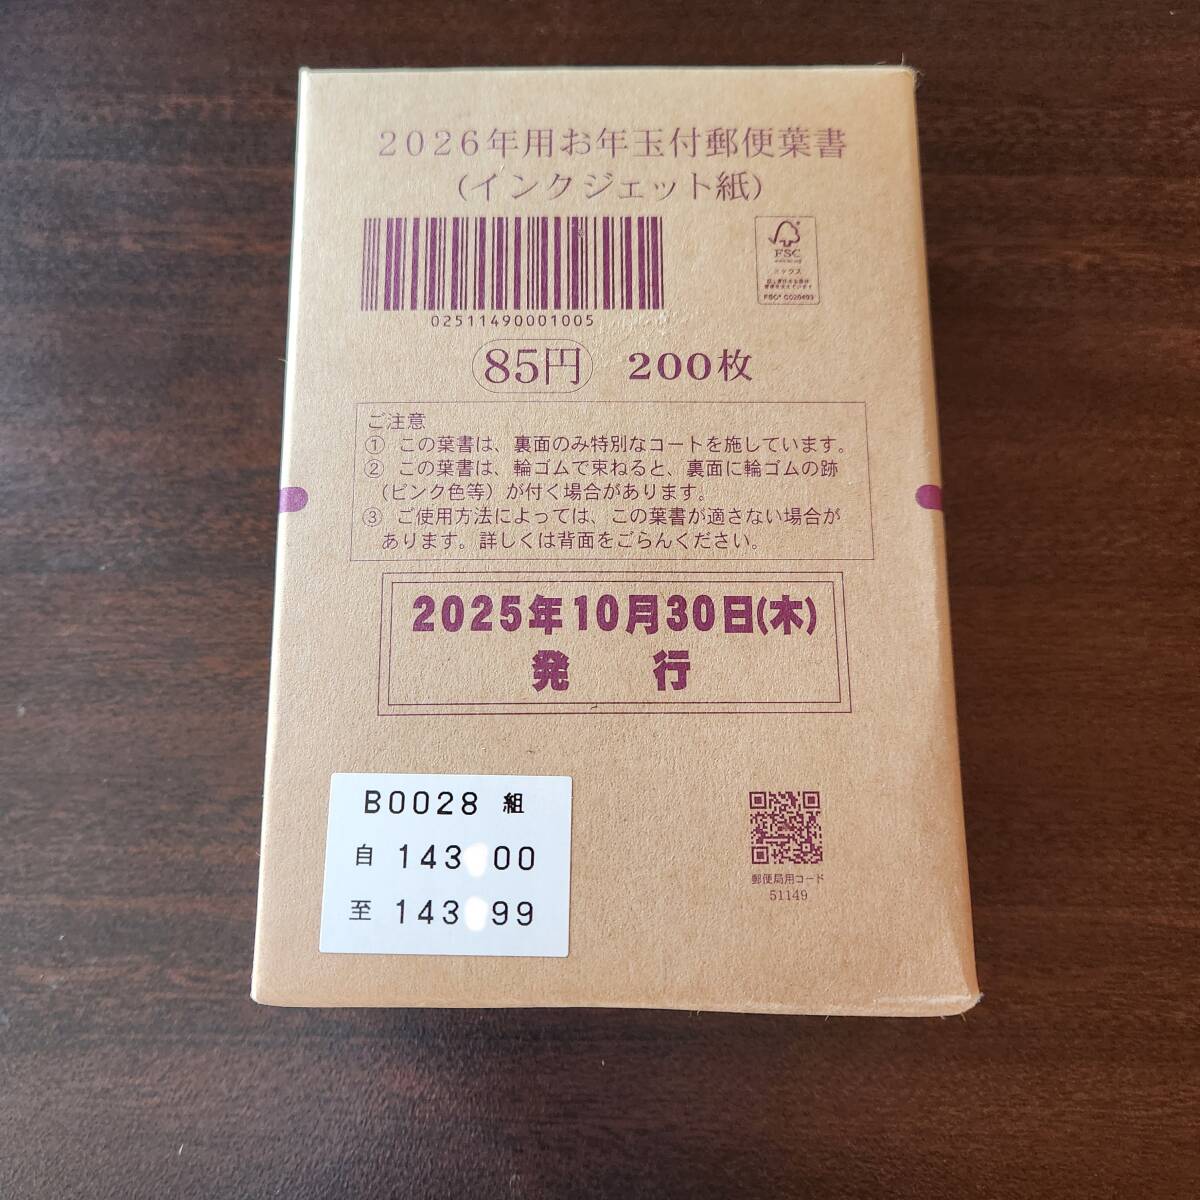 2026年用お年玉付郵便葉書
(インクジェット紙)
02511490001005
FSC
ミックス
FSC® C020493
85円 200枚
ご注意
① この葉書は、裏面のみ特別なコートを施しています。
② この葉書は、輪ゴムで束ねると、裏面に輪ゴムの跡
(ピンク色等)が付く場合があります。
③ ご使用方法によっては、この葉書が適さない場合が
あります。詳しくは背面をごらんください。
2025年10月30日(木)
発 行
B0028 組
自 143 00
至 143 99
郵便局用コード
51149